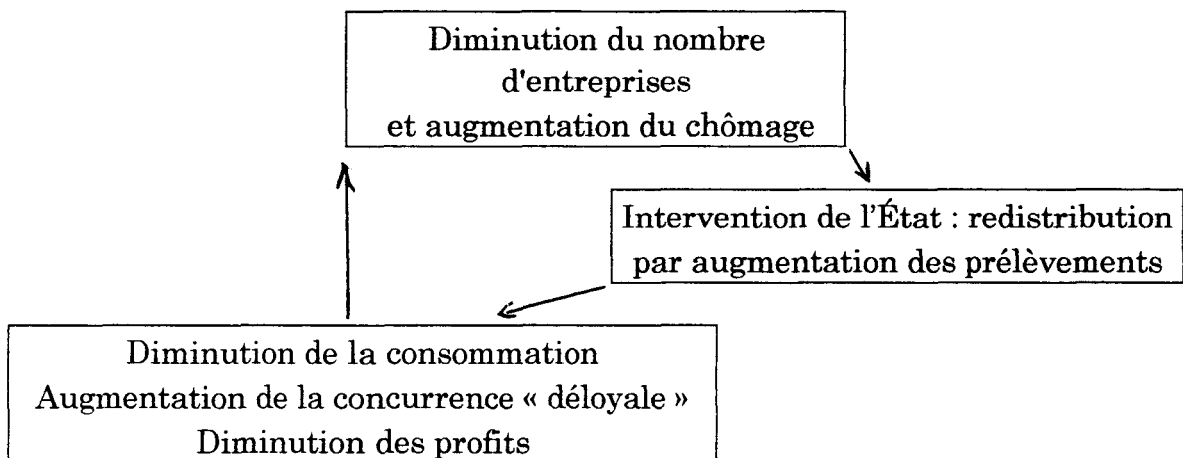 Diminution du nombre
d'entreprises
et augmentation du chômage
Intervention de l'État : redistribution
par augmentation des prélèvements
Diminution de la consommation
Augmentation de la concurrence « déloyale »
Diminution des profits